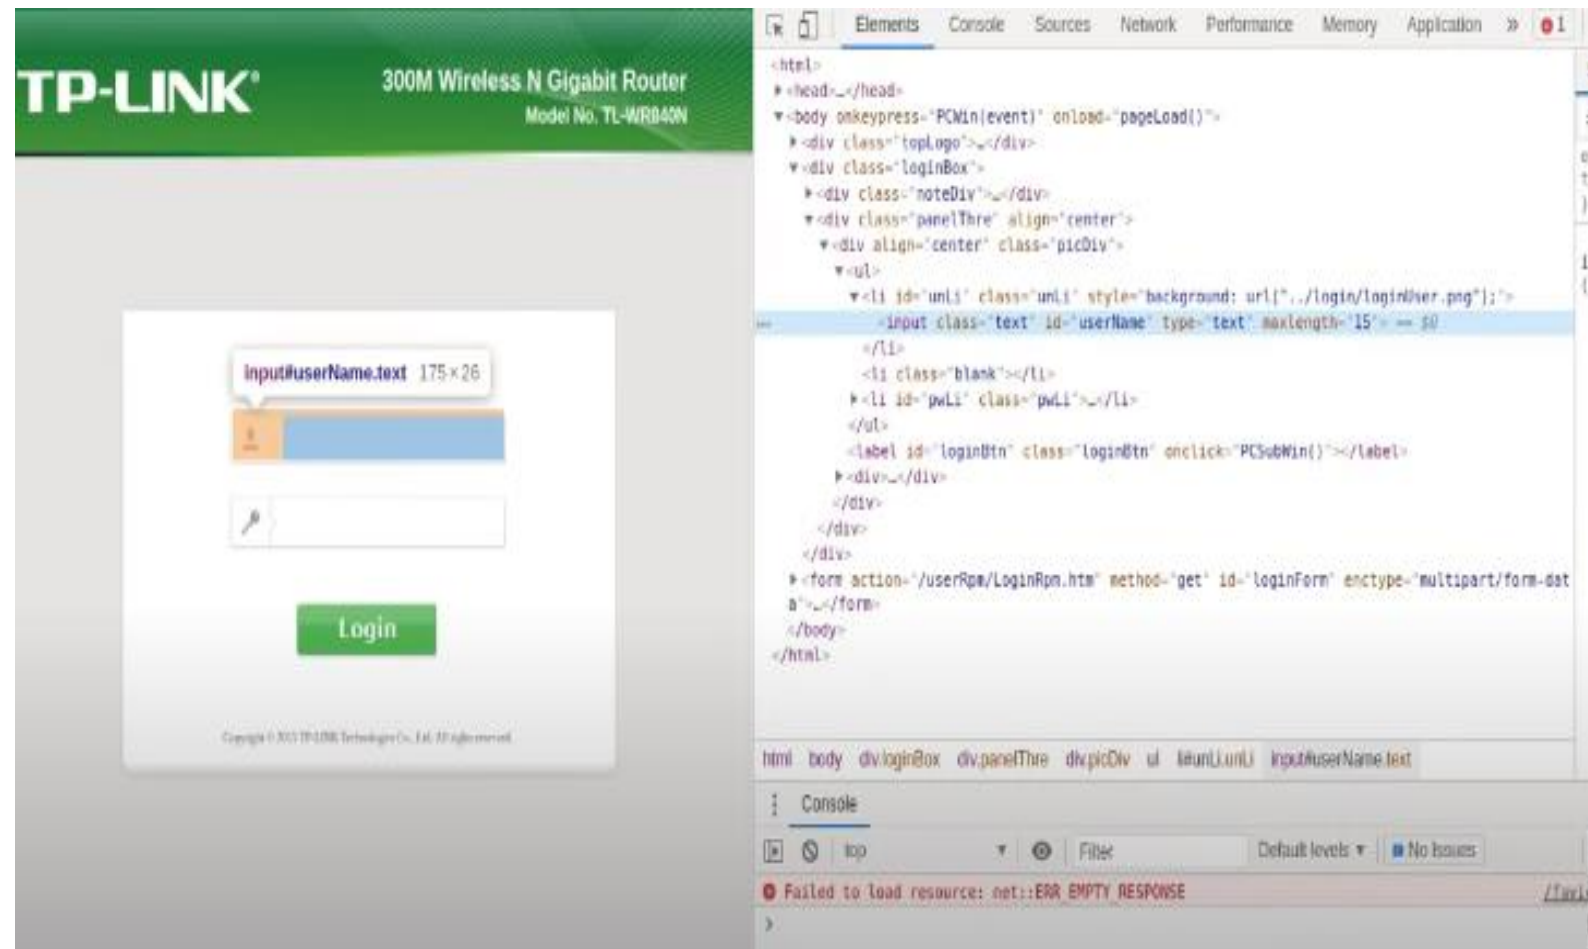 TP-LINK®
300M Wireless N Gigabit Router
Model No. TL-WR840N
input#userName.text 175×26
Login
Elements Console Sources Network Performance Memory Application » 1
<html>
<head>…</head>
<body onkeypress="PCWin(event)" onload="pageLoad()">
<div class="topLogo">…</div>
<div class="loginBox">
<div class="noteDiv">…</div>
<div class="panelThre" align="center">
<div align="center" class="picDiv">
<ul>
<li id="unLi" class="unLi" style="background: url("../login/loginUser.png");">
<input class="text" id="userName" type="text" maxlength="15"> == $0
</li>
<li class="blank"></li>
<li id="pwLi" class="pwLi">…</li>
</ul>
<label id="loginBtn" class="loginBtn" onclick="PCSubWin()"></label>
<div>…</div>
</div>
</div>
</div>
<form action="/userRpm/LoginRpm.htm" method="get" id="loginForm" enctype="multipart/form-dat
a">…</form>
</body>
</html>
html body div.loginBox div.panelThre div.picDiv ul li#unLi.unLi input#userName.text
Console
top Filter Default levels No Issues
Failed to load resource: net::ERR_EMPTY_RESPONSE